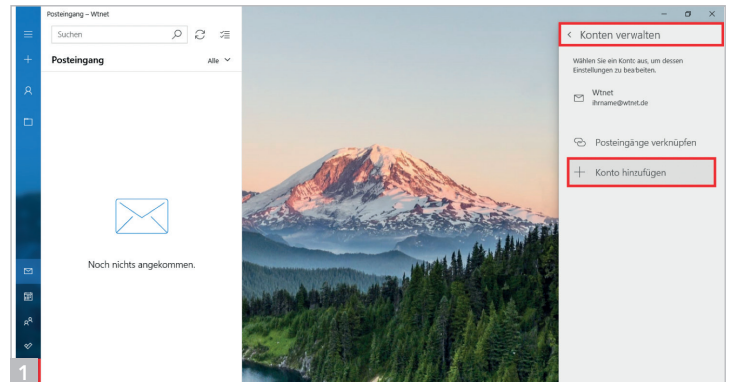 Posteingang – Wtnet
Suchen
Posteingang
Alle
Noch nichts angekommen.
Konten verwalten
Wählen Sie ein Konto aus, um dessen
Einstellungen zu bearbeiten.
Wtnet
ihrname@wtnet.de
Posteingänge verknüpfen
Konto hinzufügen
1